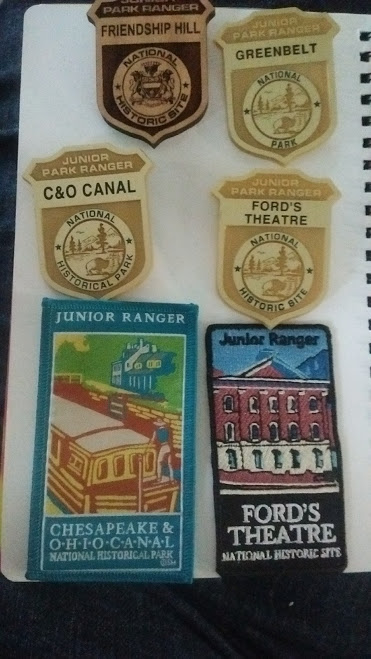 JUNIOR
PARK RANGER
FRIENDSHIP HILL
NATIONAL
HISTORIC SITE
JUNIOR
PARK RANGER
GREENBELT
NATIONAL
PARK
JUNIOR
PARK RANGER
C&O CANAL
NATIONAL
HISTORICAL PARK
JUNIOR
PARK RANGER
FORD'S
THEATRE
NATIONAL
HISTORIC SITE
JUNIOR RANGER
CHESAPEAKE &
O·H·I·O·C·A·N·A·L
NATIONAL HISTORICAL PARK
Junior Ranger
FORD'S
THEATRE
NATIONAL HISTORIC SITE